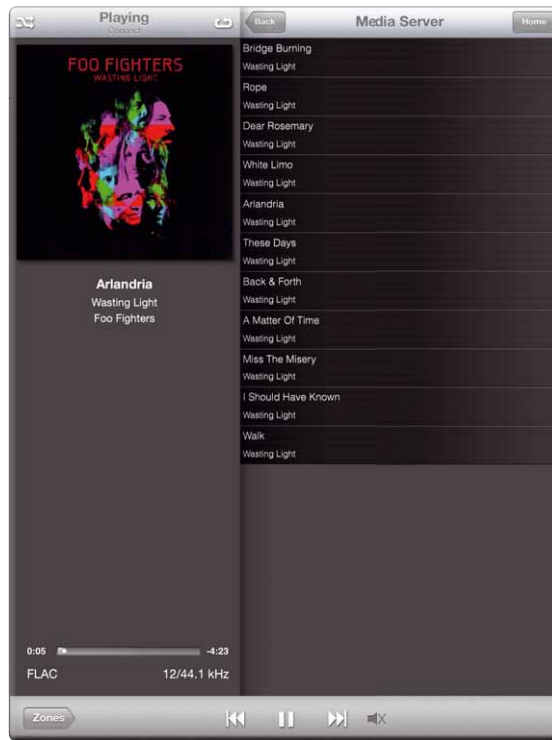 Playing
Connect
FOO FIGHTERS
WASTING LIGHT
Arlandria
Wasting Light
Foo Fighters
0:05
-4:23
FLAC
12/44.1 kHz
Back
Media Server
Home
Bridge Burning
Wasting Light
Rope
Wasting Light
Dear Rosemary
Wasting Light
White Limo
Wasting Light
Arlandria
Wasting Light
These Days
Wasting Light
Back & Forth
Wasting Light
A Matter Of Time
Wasting Light
Miss The Misery
Wasting Light
I Should Have Known
Wasting Light
Walk
Wasting Light
Zones